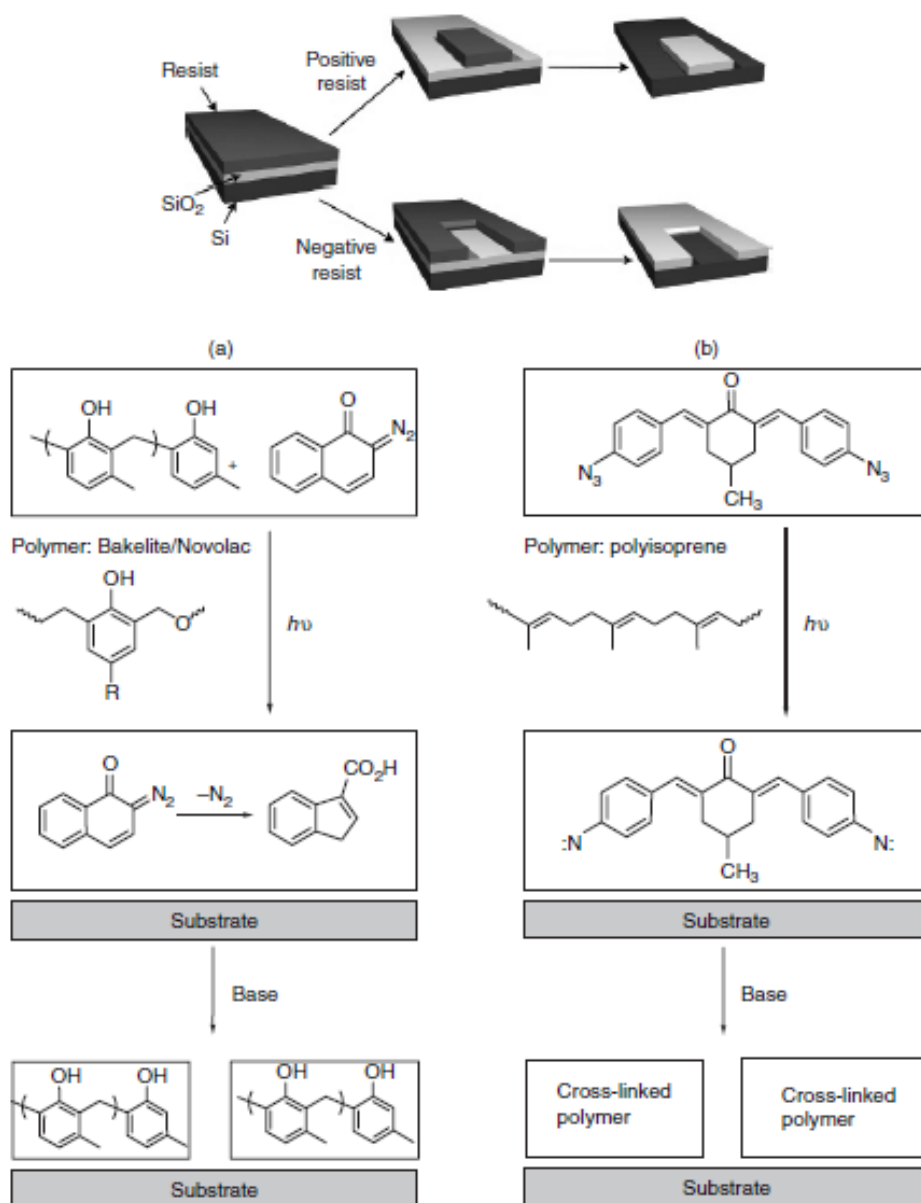 Resist
Positive
resist
SiO2
Si
Negative
resist
(a)
(b)
OH
OH
+
O
N2
O
N3
N3
CH3
Polymer: Bakelite/Novolac
OH
O
R
hυ
Polymer: polyisoprene
hυ
O
N2
–N2
CO2H
O
:N
N:
CH3
Substrate
Substrate
Base
Base
OH
OH
OH
OH
Cross-linked
polymer
Cross-linked
polymer
Substrate
Substrate